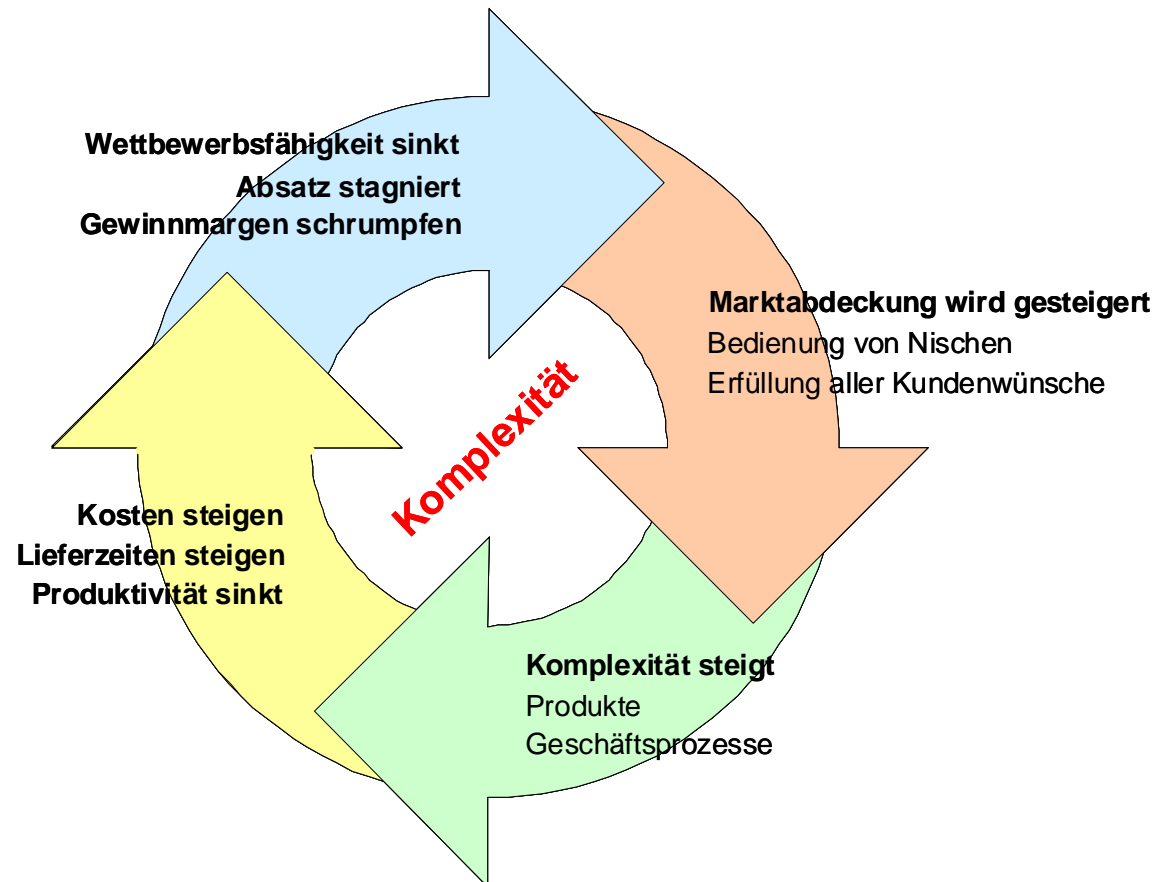 Wettbewerbsfähigkeit sinkt
Absatz stagniert
Gewinnmargen schrumpfen
Marktabdeckung wird gesteigert
Bedienung von Nischen
Erfüllung aller Kundenwünsche
Komplexität
Kosten steigen
Lieferzeiten steigen
Produktivität sinkt
Komplexität steigt
Produkte
Geschäftsprozesse